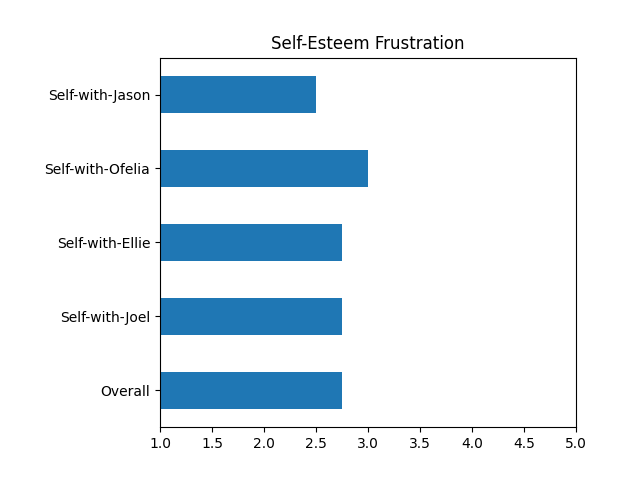 Self-Esteem Frustration
Self-with-Jason
Self-with-Ofelia
Self-with-Ellie
Self-with-Joel
Overall
1.0 1.5 2.0 2.5 3.0 3.5 4.0 4.5 5.0